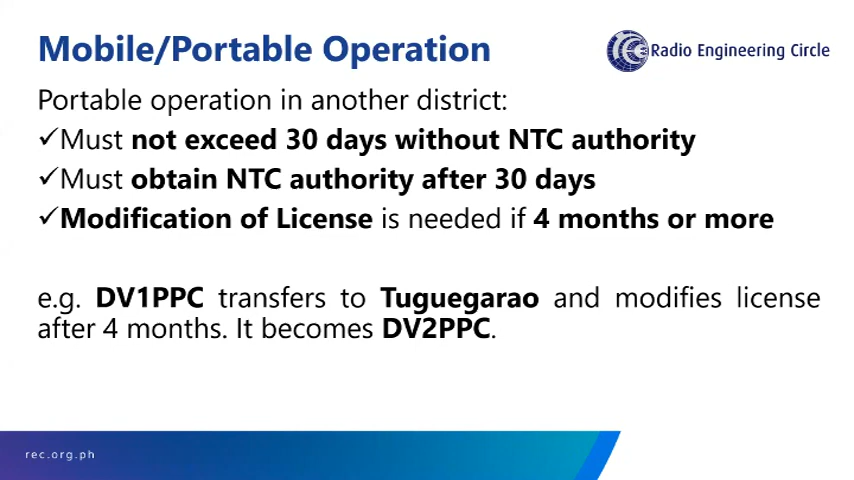 Mobile/Portable Operation
Radio Engineering Circle
Portable operation in another district:
✓Must not exceed 30 days without NTC authority
✓Must obtain NTC authority after 30 days
✓Modification of License is needed if 4 months or more
e.g. DV1PPC transfers to Tuguegarao and modifies license
after 4 months. It becomes DV2PPC.
rec.org.ph